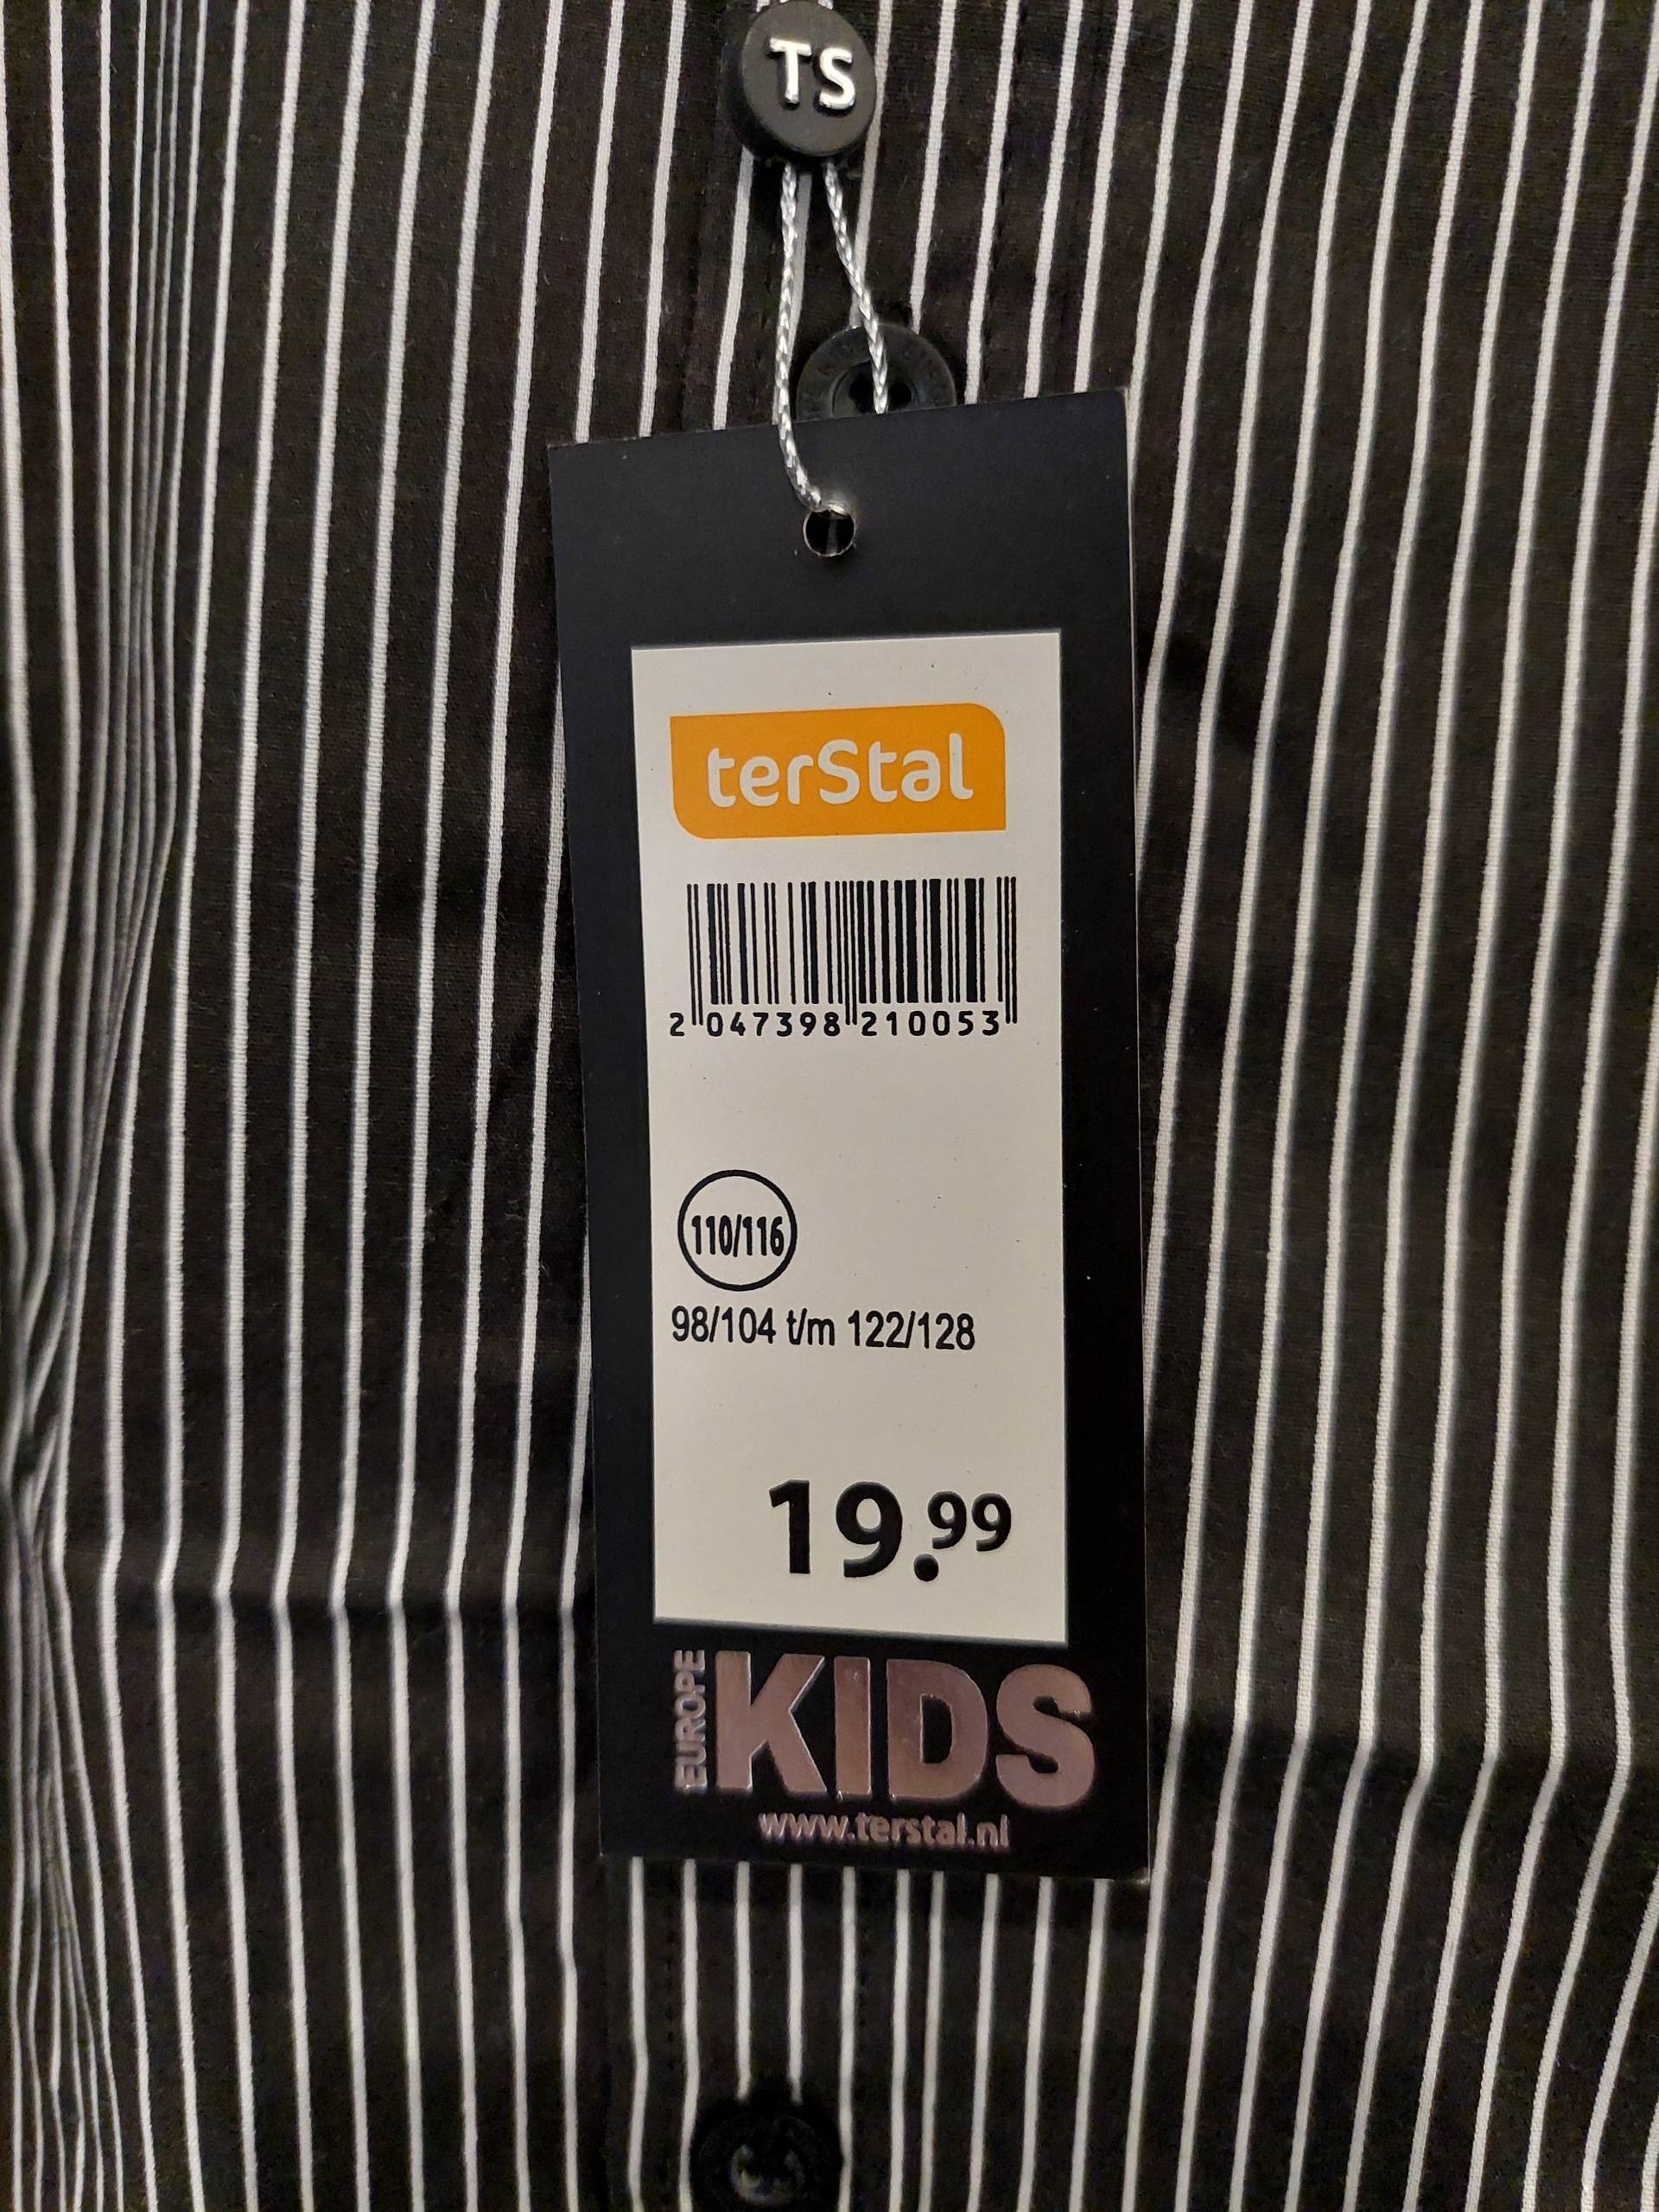 TS
terStal
2 047398 210053
110/116
98/104 t/m 122/128
19.99
EUROPE
KIDS
www.terstal.nl